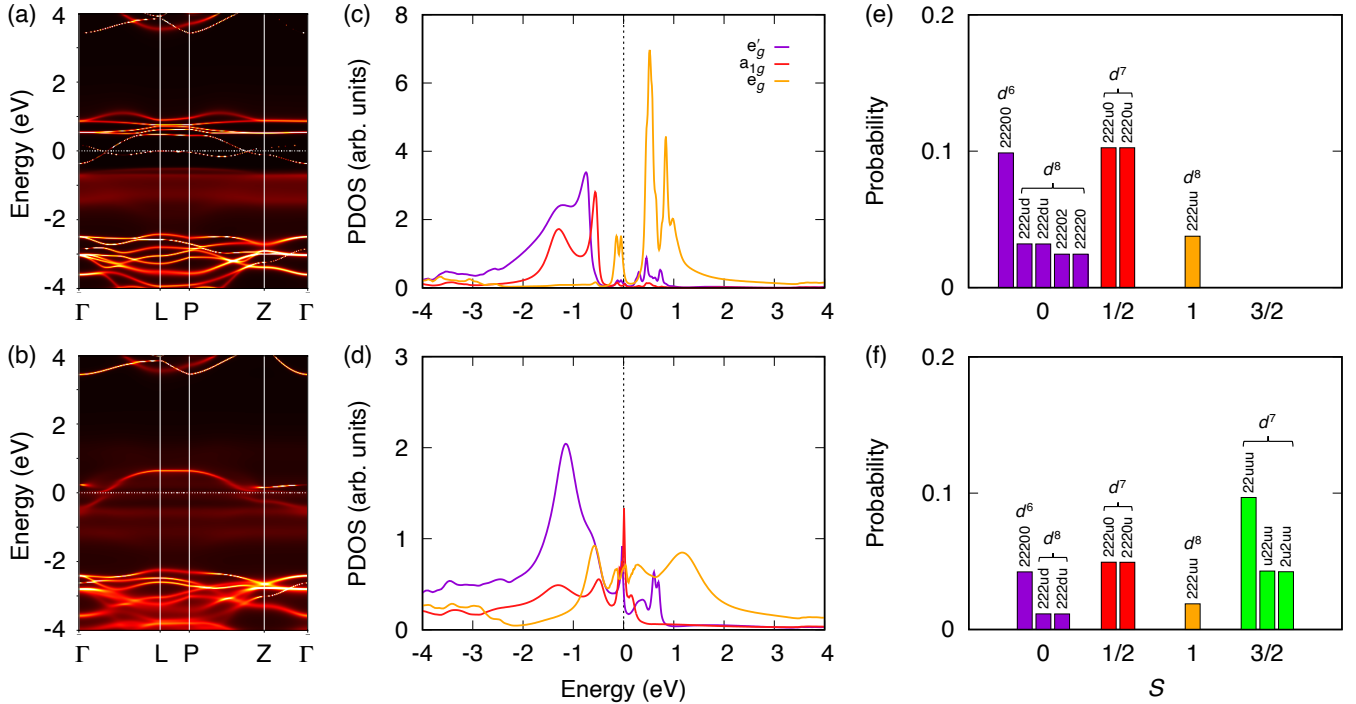 (a)
Energy (eV)
4
2
0
-2
-4
Γ L P Z Γ
(c)
PDOS (arb. units)
8
6
4
2
0
-4 -3 -2 -1 0 1 2 3 4
e′g
a1g
eg
(e)
Probability
0.2
0.1
0
d6
22200
d8
222ud
222du
22202
22220
d7
222u0
2220u
d8
222uu
0 1/2 1 3/2
(b)
Energy (eV)
4
2
0
-2
-4
Γ L P Z Γ
(d)
PDOS (arb. units)
3
2
1
0
-4 -3 -2 -1 0 1 2 3 4
Energy (eV)
(f)
Probability
0.2
0.1
0
d6
22200
d8
222ud
222du
d7
222u0
2220u
d8
222uu
d7
22uuu
u22uu
2u2uu
0 1/2 1 3/2
S